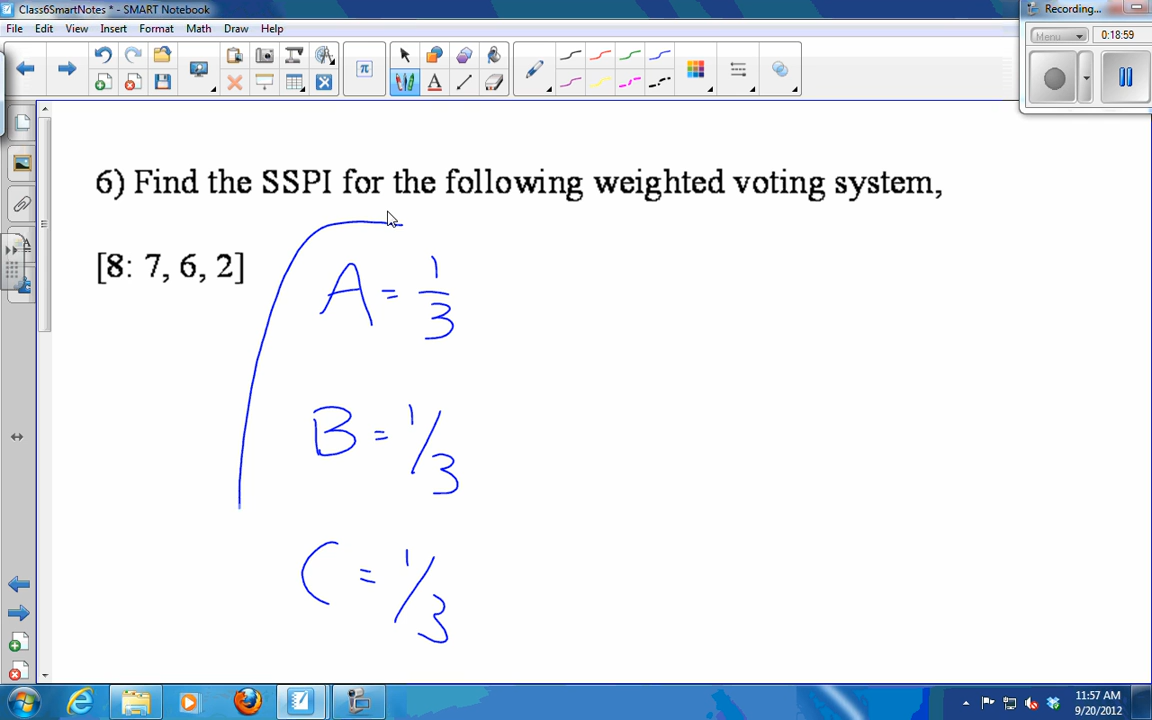 Class6SmartNotes * - SMART Notebook
Recording...
File Edit View Insert Format Math Draw Help
Menu
0:18:59
π
A
6) Find the SSPI for the following weighted voting system,
[8: 7, 6, 2]
A = 1/3
B = 1/3
C = 1/3
11:57 AM
9/20/2012